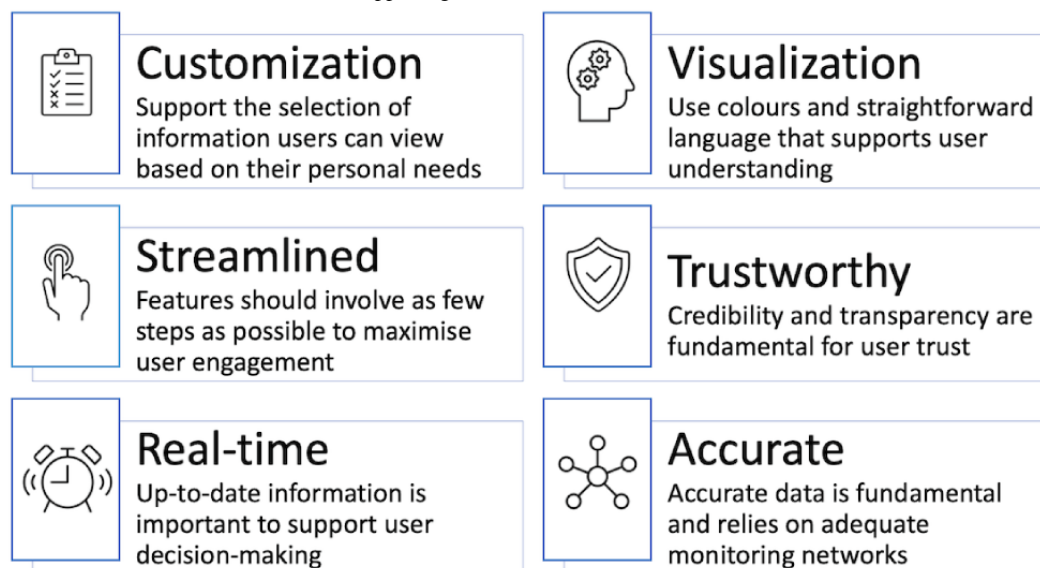 Customization
Support the selection of
information users can view
based on their personal needs
Visualization
Use colours and straightforward
language that supports user
understanding
Streamlined
Features should involve as few
steps as possible to maximise
user engagement
Trustworthy
Credibility and transparency are
fundamental for user trust
Real-time
Up-to-date information is
important to support user
decision-making
Accurate
Accurate data is fundamental
and relies on adequate
monitoring networks